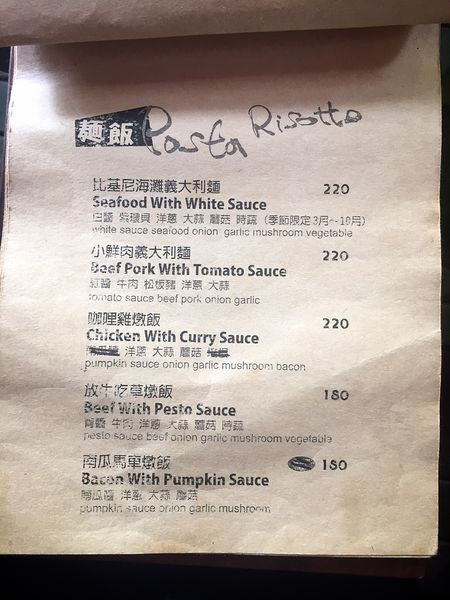 麵飯 Pasta Risotto
比基尼海灘義大利麵 220
Seafood With White Sauce
白醬 紫殼貝 洋蔥 大蒜 蘑菇 時蔬 (季節限定3月~10月)
white sauce seafood onion garlic mushroom vegetable
小鮮肉義大利麵 220
Beef Pork With Tomato Sauce
紅醬 牛肉 松板豬 洋蔥 大蒜
tomato sauce beef pork onion garlic
咖哩雞燉飯 220
Chicken With Curry Sauce
洋蔥 大蒜 蘑菇
pumpkin sauce onion garlic mushroom bacon
放牛吃草燉飯 180
Beef With Pesto Sauce
青醬 牛肉 洋蔥 大蒜 蘑菇 時蔬
pesto sauce beef onion garlic mushroom vegetable
南瓜馬車燉飯 180
Bacon With Pumpkin Sauce
南瓜醬 洋蔥 大蒜 蘑菇
pumpkin sauce onion garlic mushroom